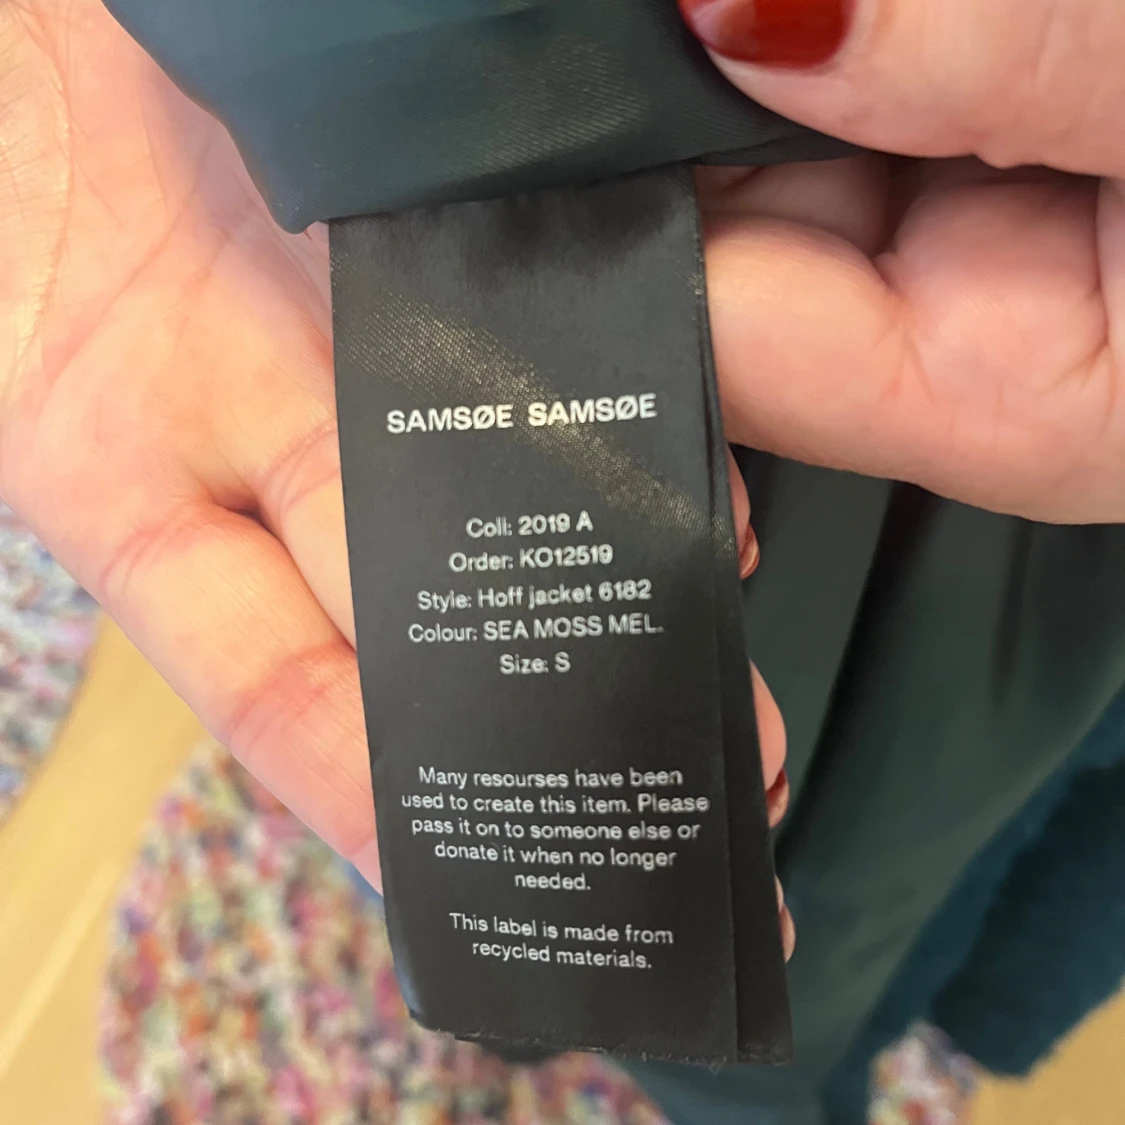 SAMSØE SAMSØE
Coll: 2019 A
Order: KO12519
Style: Hoff jacket 6182
Colour: SEA MOSS MEL.
Size: S
Many resourses have been
used to create this item. Please
pass it on to someone else or
donate it when no longer
needed.
This label is made from
recycled materials.